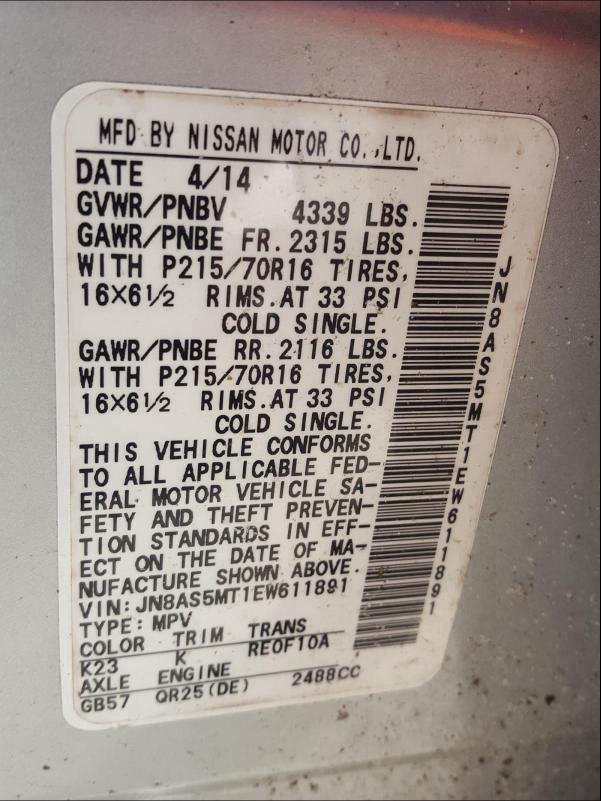 MFD BY NISSAN MOTOR CO.,LTD.
DATE 4/14
GVWR/PNBV 4339 LBS.
GAWR/PNBE FR. 2315 LBS.
WITH P215/70R16 TIRES,
16X6½ RIMS. AT 33 PSI
COLD SINGLE.
GAWR/PNBE RR. 2116 LBS.
WITH P215/70R16 TIRES,
16X6½ RIMS. AT 33 PSI
COLD SINGLE.
THIS VEHICLE CONFORMS
TO ALL APPLICABLE FED-
ERAL MOTOR VEHICLE SA-
FETY AND THEFT PREVEN-
TION STANDARDS IN EFF-
ECT ON THE DATE OF MA-
NUFACTURE SHOWN ABOVE.
VIN: JN8AS5MT1EW611891
TYPE: MPV
COLOR TRIM TRANS
K23 K RE0F10A
AXLE ENGINE
GB57 QR25(DE) 2488CC
JN8AS5MT1EW611891